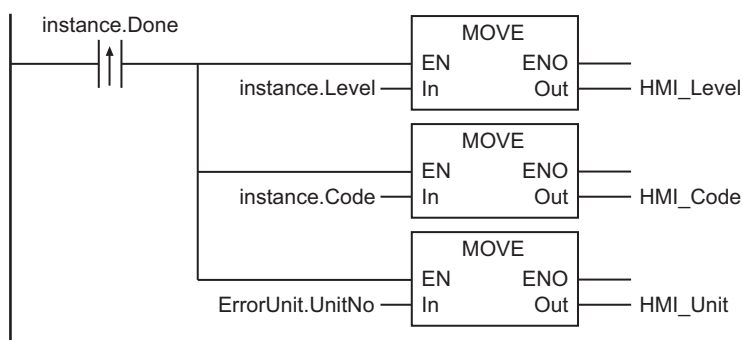 instance.Done
MOVE
EN ENO
instance.Level In Out HMI_Level
MOVE
EN ENO
instance.Code In Out HMI_Code
MOVE
EN ENO
ErrorUnit.UnitNo In Out HMI_Unit